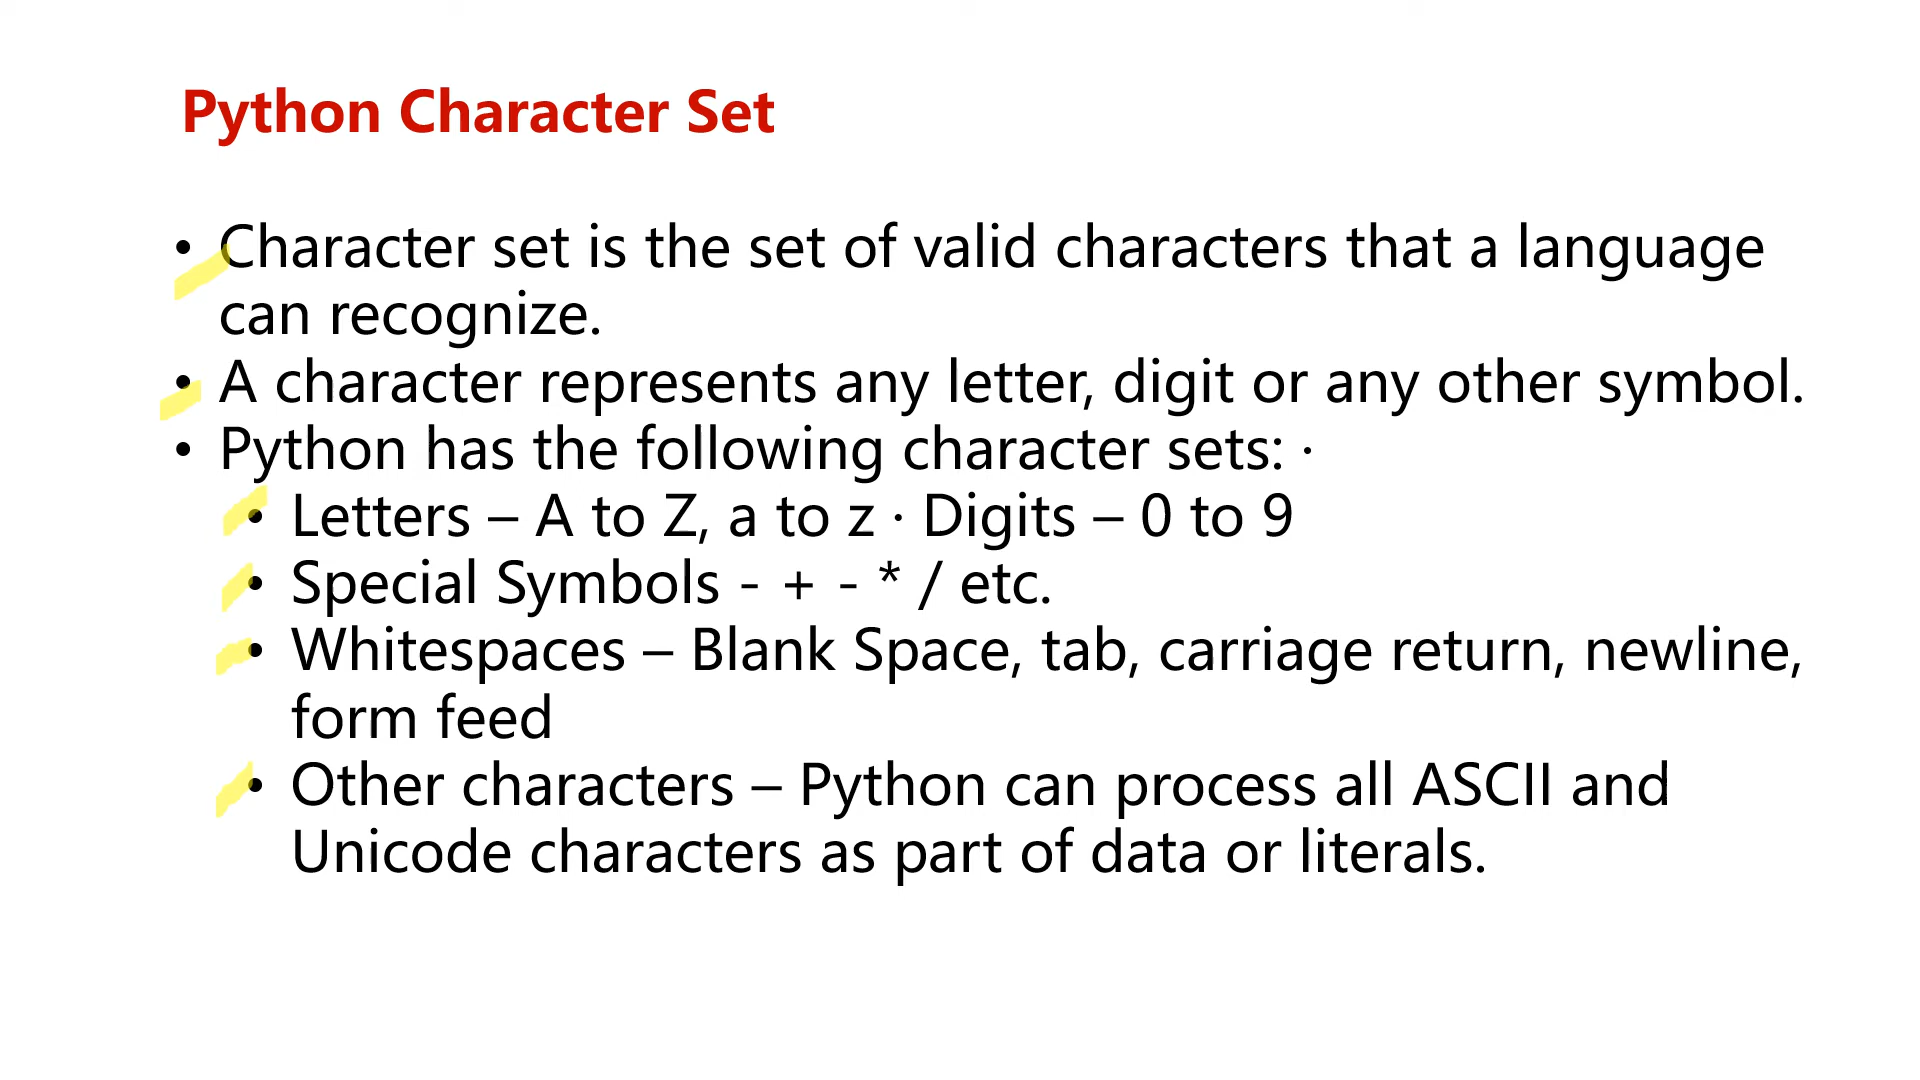 Python Character Set
• Character set is the set of valid characters that a language
can recognize.
• A character represents any letter, digit or any other symbol.
• Python has the following character sets: ·
• Letters – A to Z, a to z · Digits – 0 to 9
• Special Symbols - + - * / etc.
• Whitespaces – Blank Space, tab, carriage return, newline,
form feed
• Other characters – Python can process all ASCII and
Unicode characters as part of data or literals.